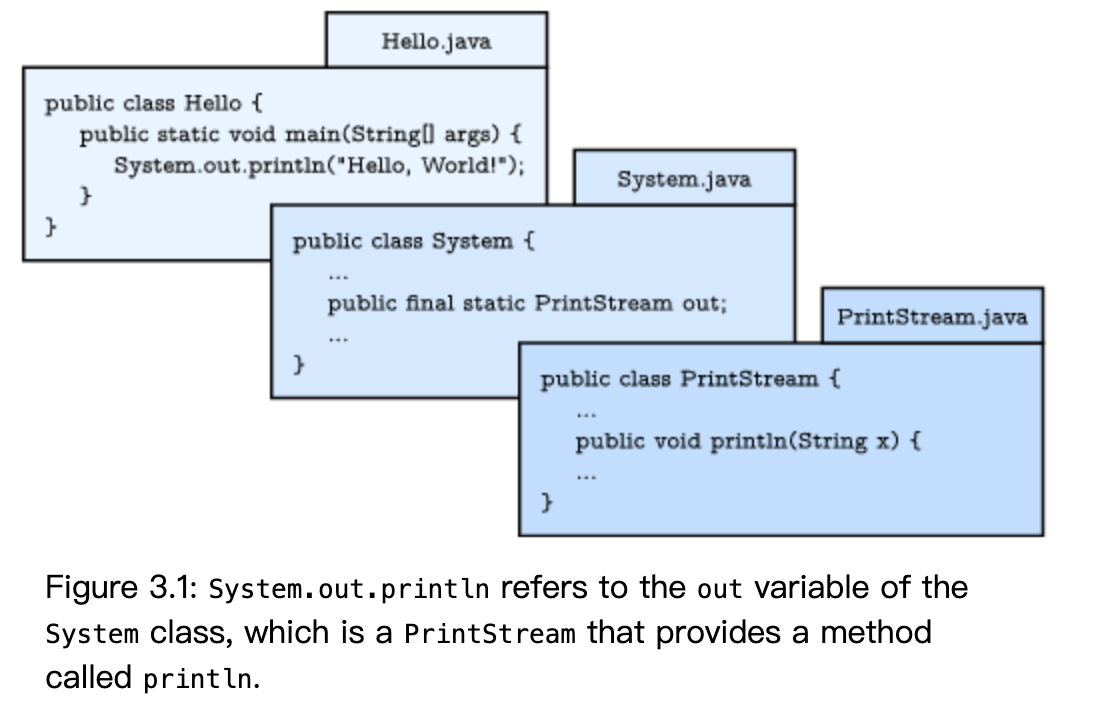 Hello.java
public class Hello {
public static void main(String[] args) {
System.out.println("Hello, World!");
}
}
System.java
public class System {
...
public final static PrintStream out;
...
}
PrintStream.java
public class PrintStream {
...
public void println(String x) {
...
}
Figure 3.1: System.out.println refers to the out variable of the
System class, which is a PrintStream that provides a method
called println.